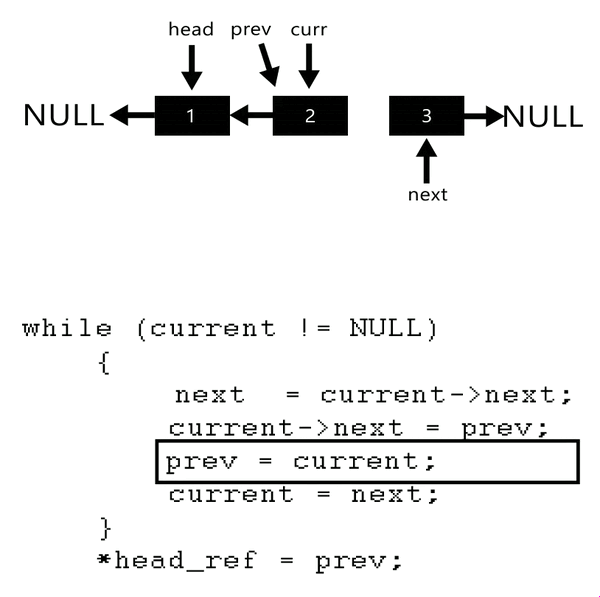 head prev curr
NULL 1 2 3 NULL
next
while (current != NULL)
{
next = current->next;
current->next = prev;
prev = current;
current = next;
}
*head_ref = prev;